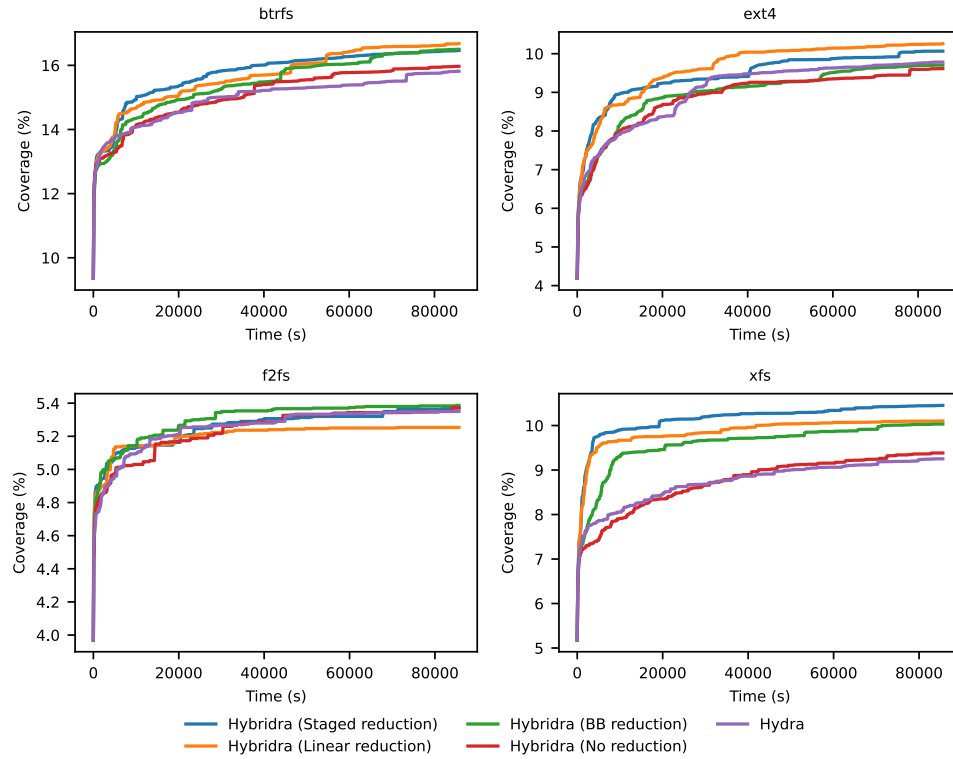 btrfs
16
14
12
10
Coverage (%)
0 20000 40000 60000 80000
Time (s)
ext4
10
9
8
7
6
5
4
Coverage (%)
0 20000 40000 60000 80000
Time (s)
f2fs
5.4
5.2
5.0
4.8
4.6
4.4
4.2
4.0
Coverage (%)
0 20000 40000 60000 80000
Time (s)
xfs
10
9
8
7
6
5
Coverage (%)
0 20000 40000 60000 80000
Time (s)
Hybridra (Staged reduction)
Hybridra (Linear reduction)
Hybridra (BB reduction)
Hybridra (No reduction)
Hydra